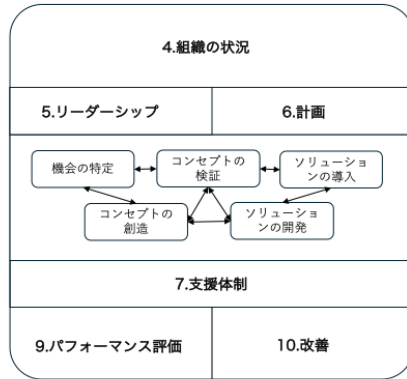 4.組織の状況
5.リーダーシップ
6.計画
機会の特定
コンセプトの
検証
ソリューショ
ンの導入
コンセプトの
創造
ソリューショ
ンの開発
7.支援体制
9.パフォーマンス評価
10.改善